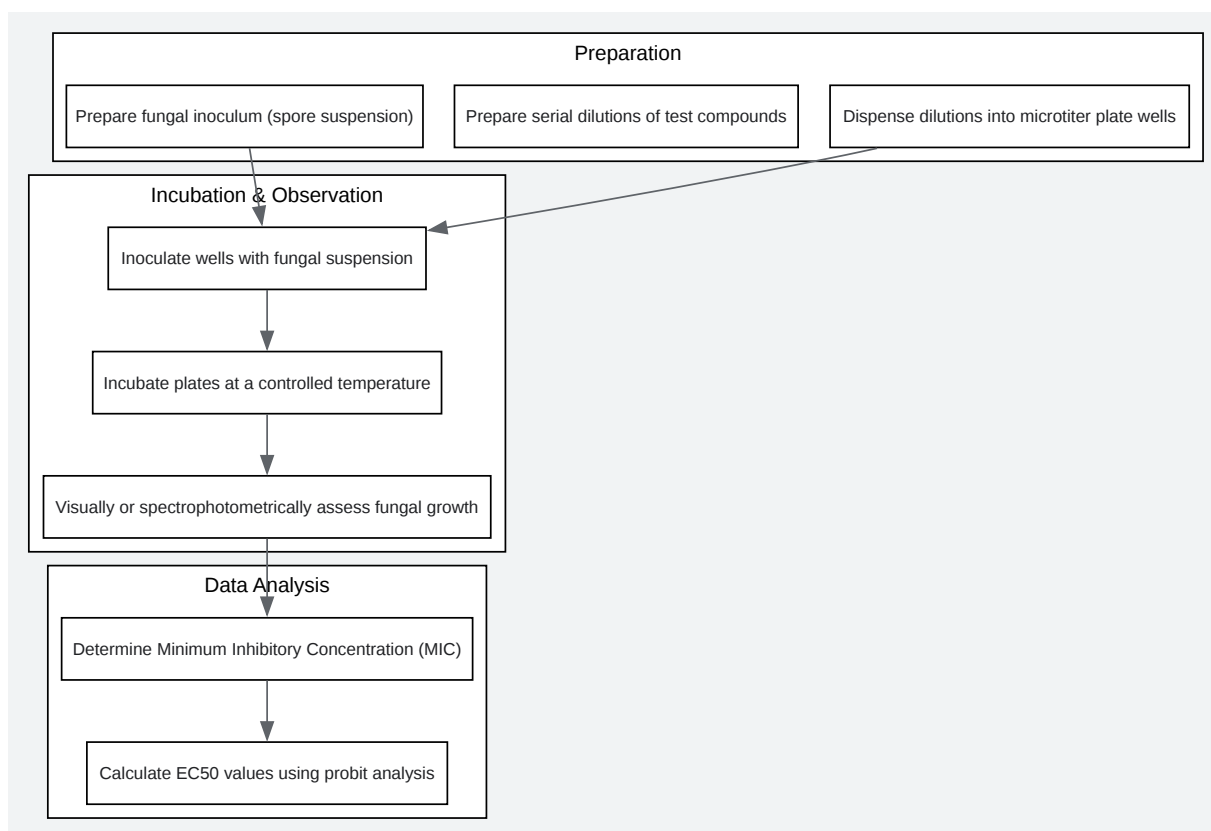 Preparation
Prepare fungal inoculum (spore suspension)
Prepare serial dilutions of test compounds
Dispense dilutions into microtiter plate wells
Incubation & Observation
Inoculate wells with fungal suspension
Incubate plates at a controlled temperature
Visually or spectrophotometrically assess fungal growth
Data Analysis
Determine Minimum Inhibitory Concentration (MIC)
Calculate EC50 values using probit analysis